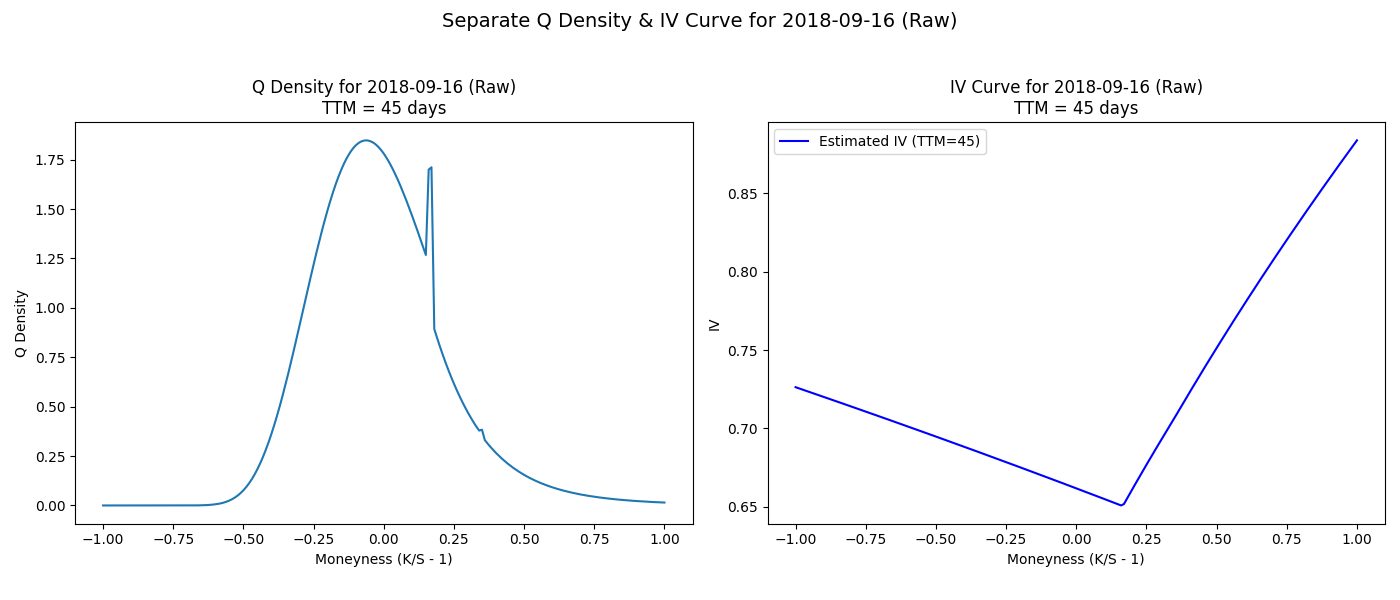 Separate Q Density & IV Curve for 2018-09-16 (Raw)
Q Density for 2018-09-16 (Raw)
TTM = 45 days
Q Density
1.75
1.50
1.25
1.00
0.75
0.50
0.25
0.00
−1.00 −0.75 −0.50 −0.25 0.00 0.25 0.50 0.75 1.00
Moneyness (K/S - 1)
IV Curve for 2018-09-16 (Raw)
TTM = 45 days
Estimated IV (TTM=45)
IV
0.85
0.80
0.75
0.70
0.65
−1.00 −0.75 −0.50 −0.25 0.00 0.25 0.50 0.75 1.00
Moneyness (K/S - 1)